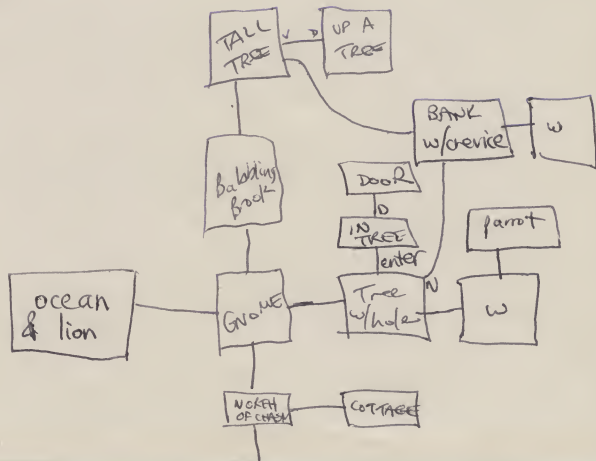 TALL
TREE
U D
UP A
TREE
BANK
w/crevice
W
Babbling
Brook
DOOR
D
IN
TREE
enter
parrot
ocean
& lion
GNOME
Tree
w/hole
N
W
NORTH
OF CHASM
COTTAGE